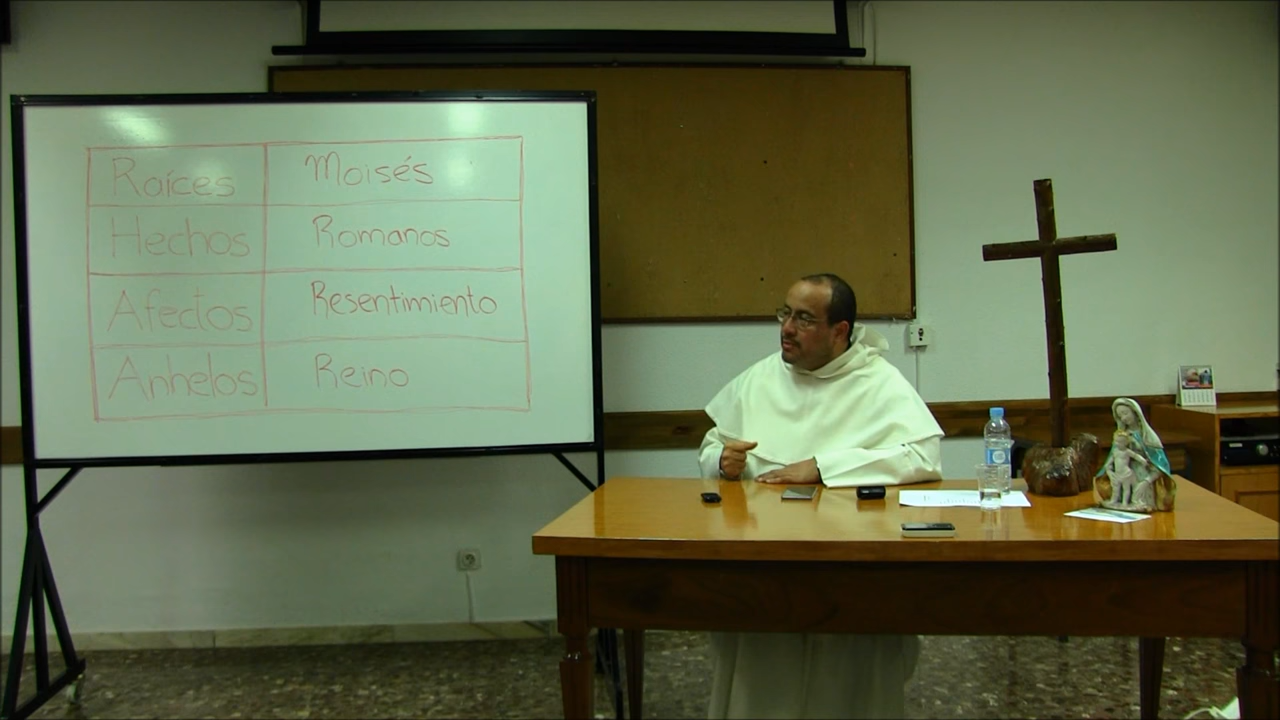 Raíces Moisés
Hechos Romanos
Afectos Resentimiento
Anhelos Reino